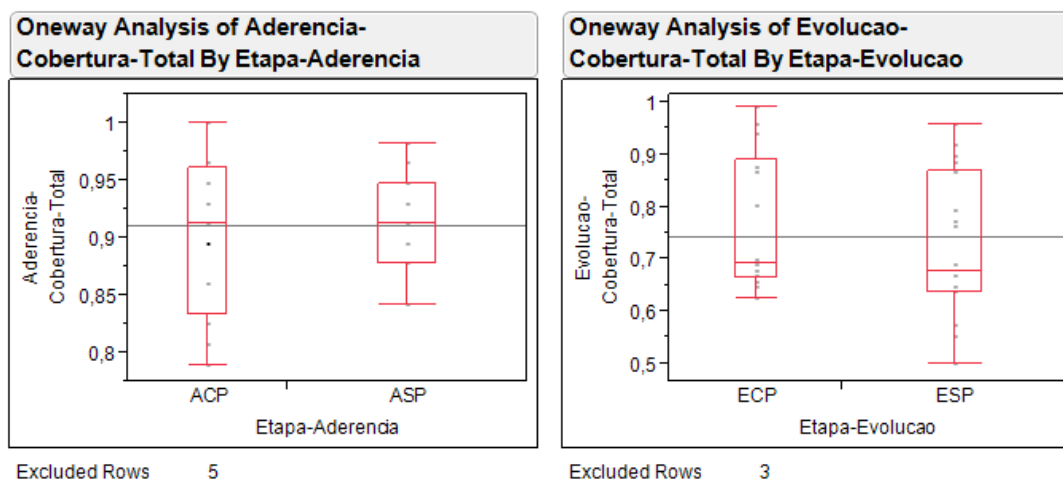 Oneway Analysis of Aderencia-
Cobertura-Total By Etapa-Aderencia
Aderencia-
Cobertura-Total
1
0,95
0,9
0,85
0,8
ACP
ASP
Etapa-Aderencia
Excluded Rows 5
Oneway Analysis of Evolucao-
Cobertura-Total By Etapa-Evolucao
Evolucao-
Cobertura-Total
1
0,9
0,8
0,7
0,6
0,5
ECP
ESP
Etapa-Evolucao
Excluded Rows 3